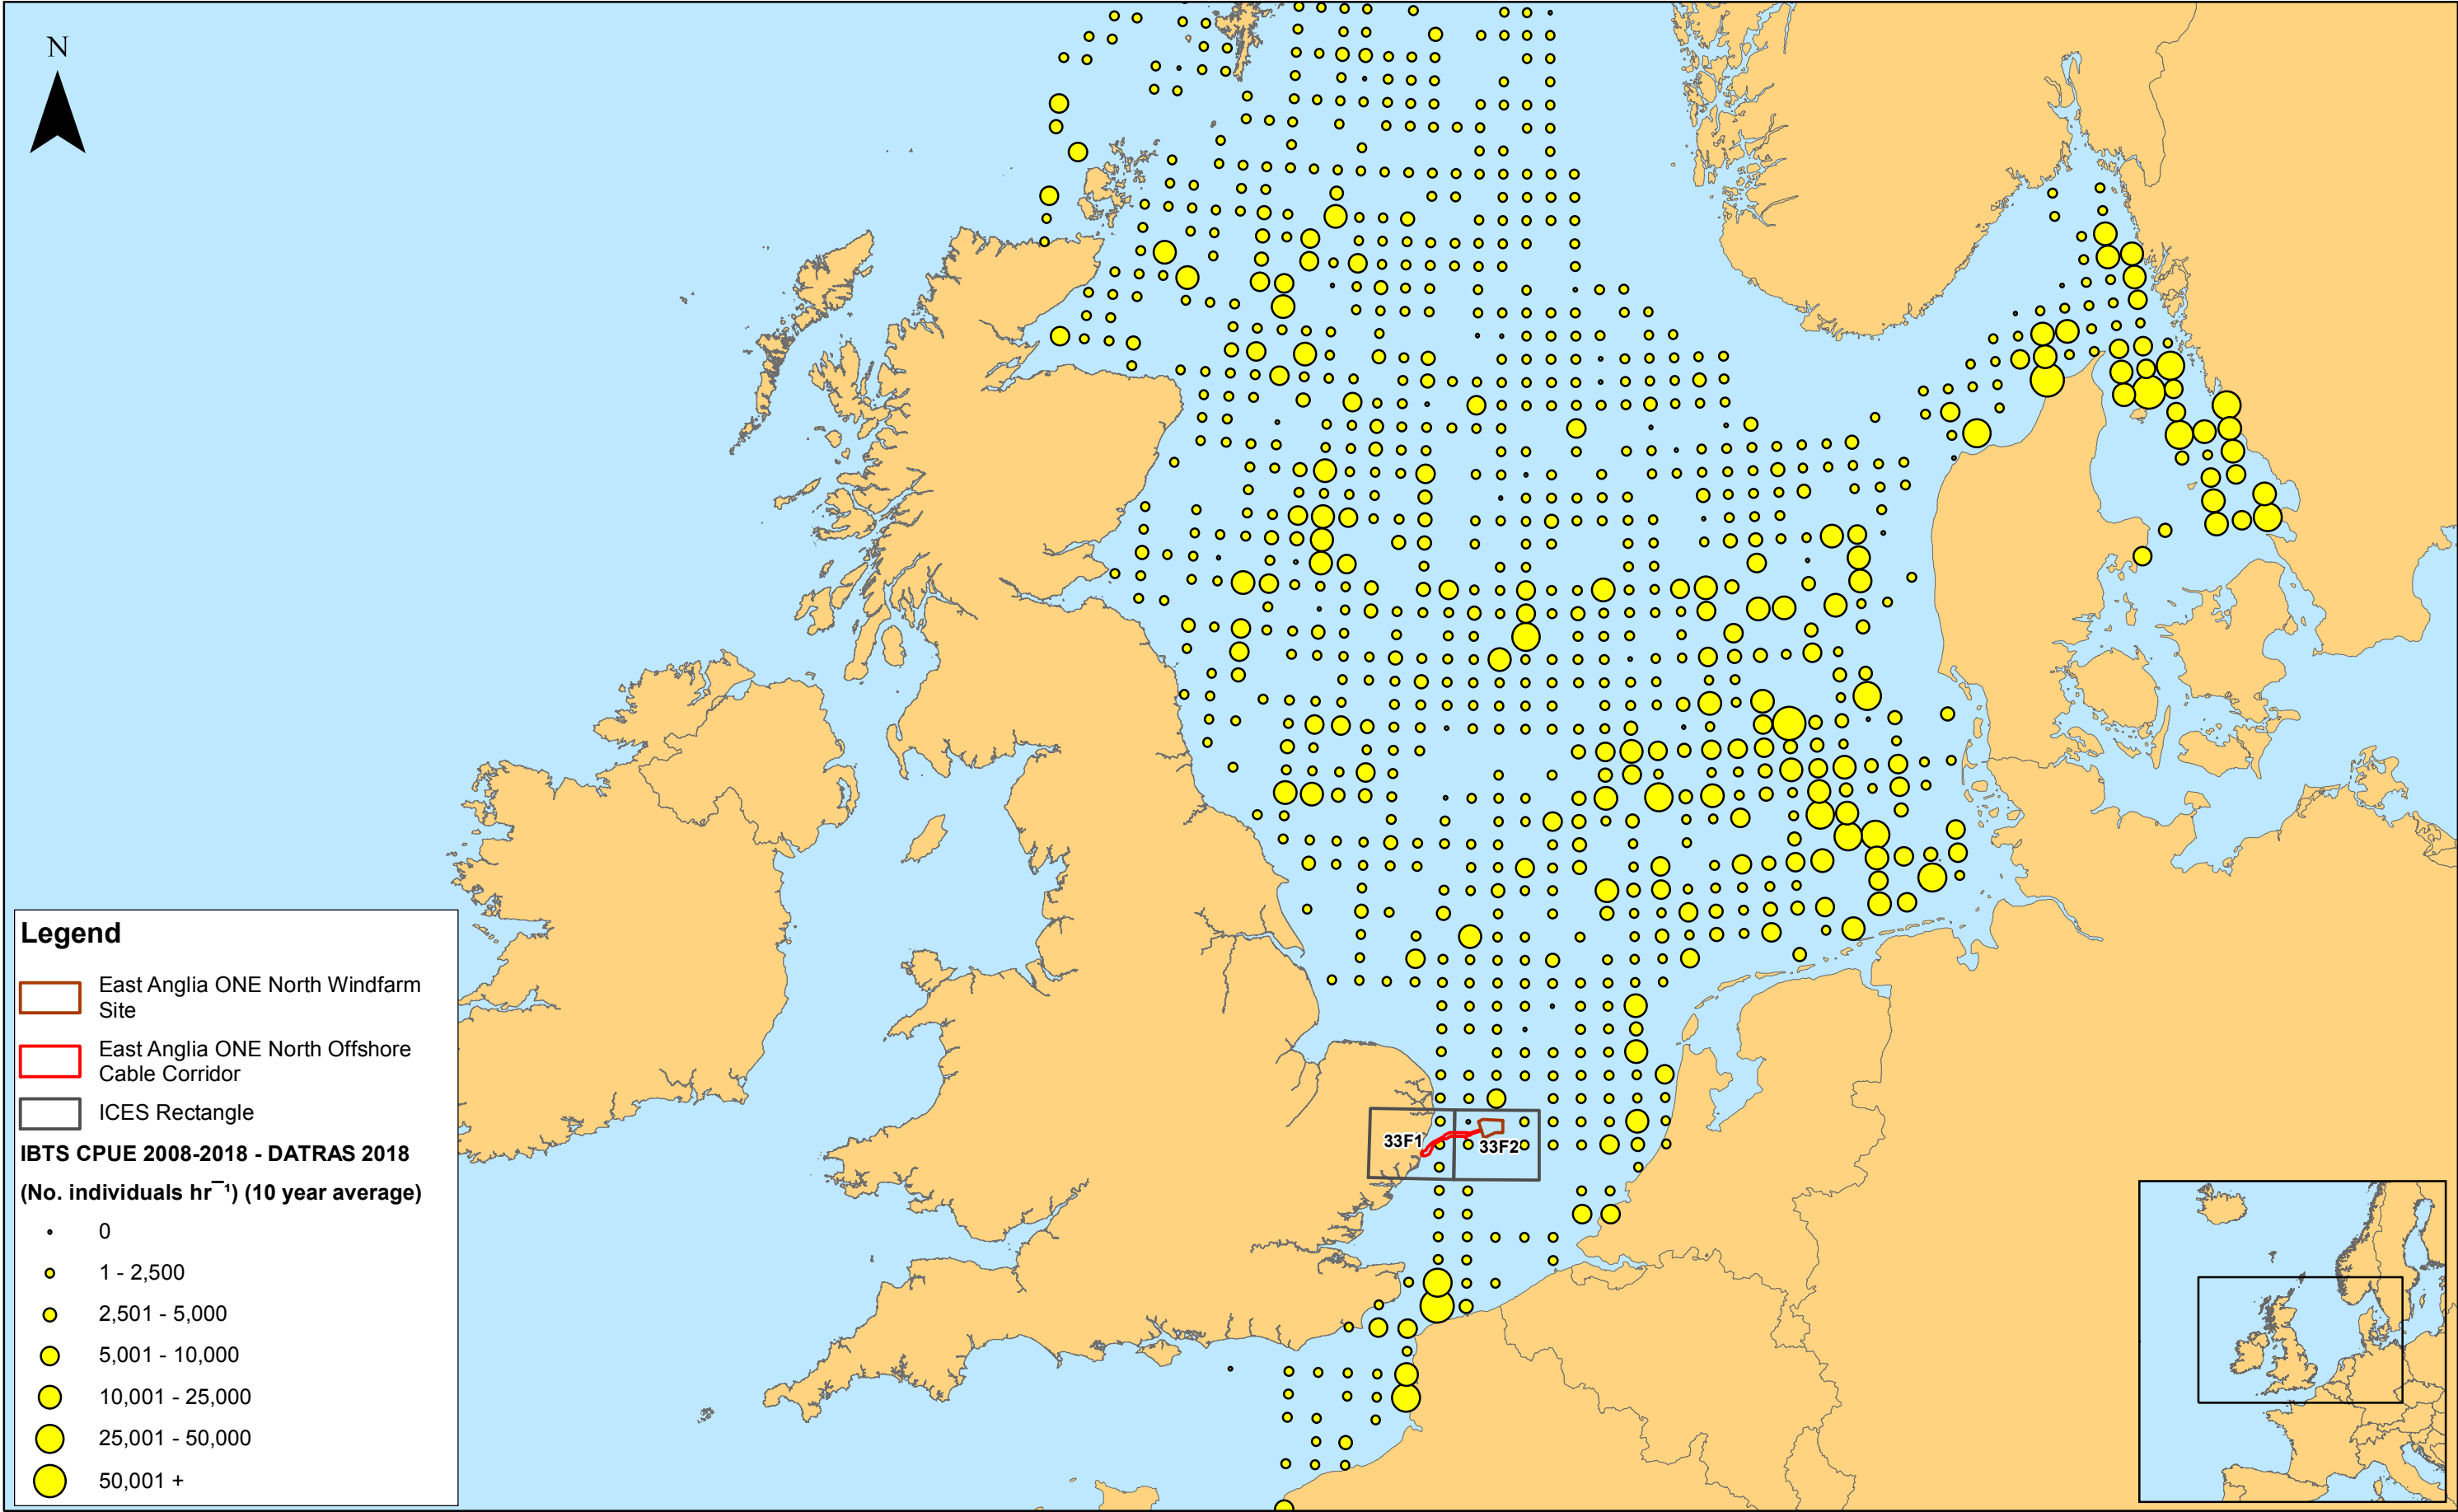 N
33F1
33F2
Legend
East Anglia ONE North Windfarm
Site
East Anglia ONE North Offshore
Cable Corridor
ICES Rectangle
IBTS CPUE 2008-2018 - DATRAS 2018
(No. individuals hr⁻¹) (10 year average)
0
1 - 2,500
2,501 - 5,000
5,001 - 10,000
10,001 - 25,000
25,001 - 50,000
50,001 +